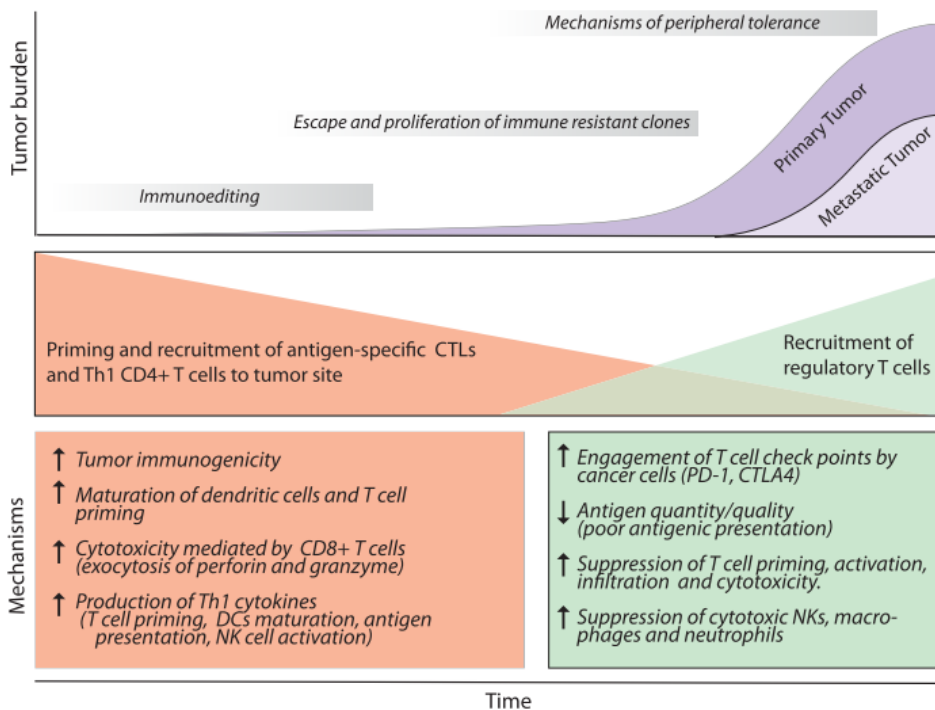 Mechanisms of peripheral tolerance
Tumor burden
Escape and proliferation of immune resistant clones
Primary Tumor
Metastatic Tumor
Immunoediting
Priming and recruitment of antigen-specific CTLs
and Th1 CD4+ T cells to tumor site
Recruitment of
regulatory T cells
Mechanisms
↑ Tumor immunogenicity
↑ Maturation of dendritic cells and T cell
priming
↑ Cytotoxicity mediated by CD8+ T cells
(exocytosis of perforin and granzyme)
↑ Production of Th1 cytokines
(T cell priming, DCs maturation, antigen
presentation, NK cell activation)
↑ Engagement of T cell check points by
cancer cells (PD-1, CTLA4)
↓ Antigen quantity/quality
(poor antigenic presentation)
↑ Suppression of T cell priming, activation,
infiltration and cytotoxicity.
↑ Suppression of cytotoxic NKs, macro-
phages and neutrophils
Time